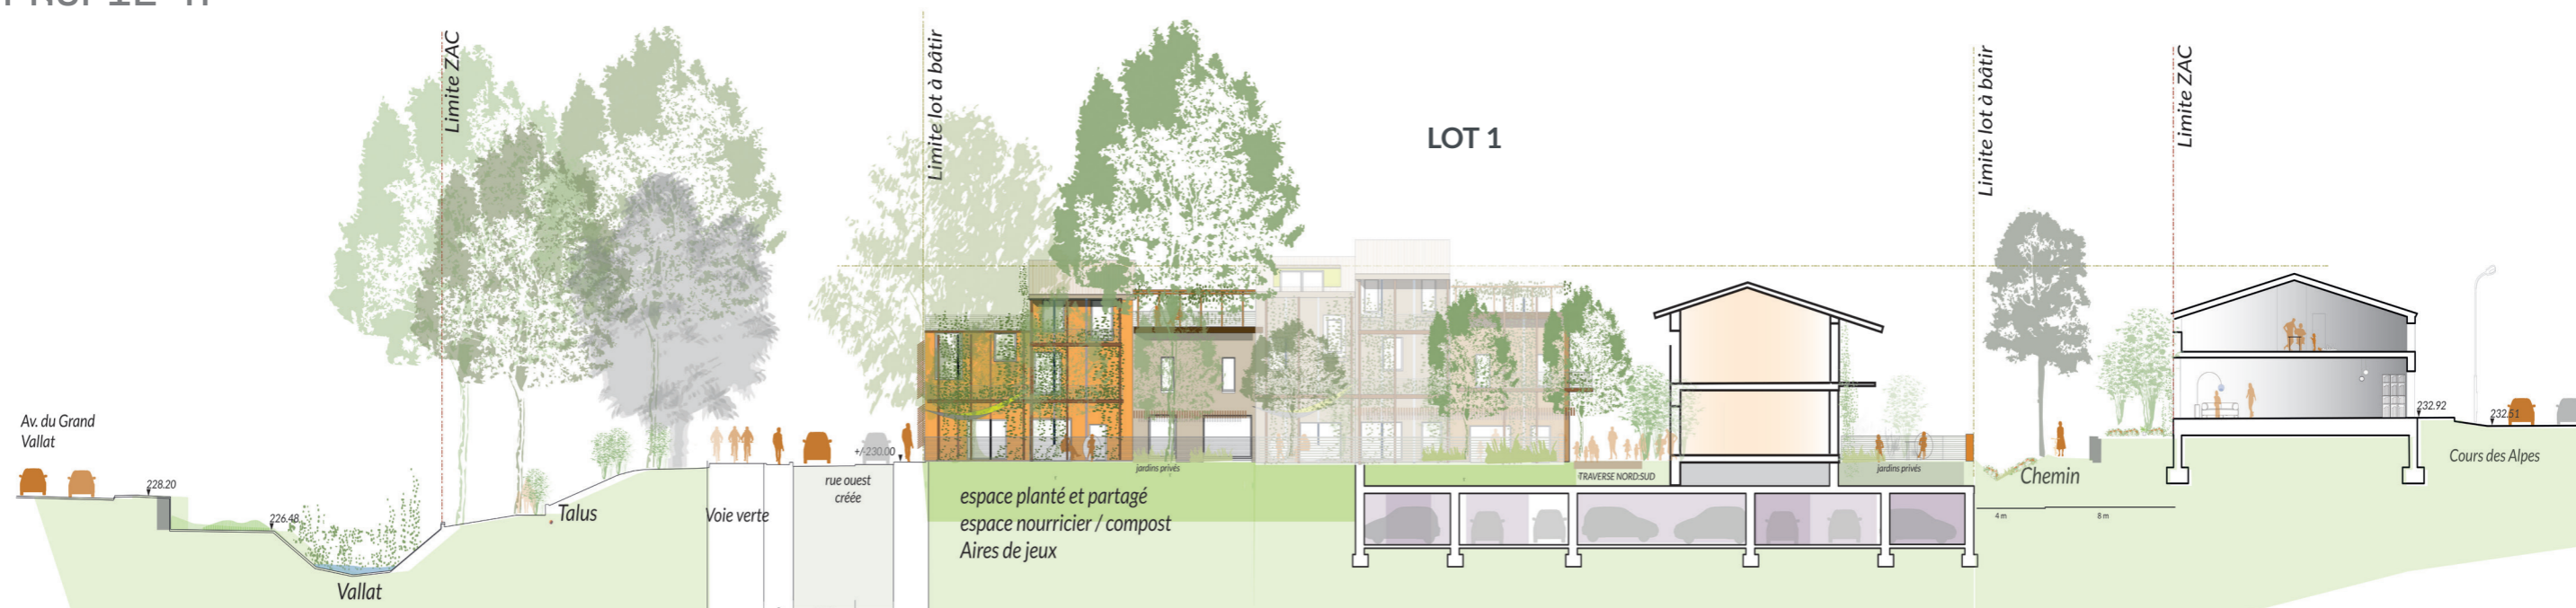 Limite ZAC
Limite lot à bâtir
LOT 1
Limite lot à bâtir
Limite ZAC
Av. du Grand
Vallat
228.20
226.48
Vallat
Talus
Voie verte
+/-230.00
rue ouest
créée
jardins privés
espace planté et partagé
espace nourricier / compost
Aires de jeux
TRAVERSE NORD:SUD
jardins privés
Chemin
4 m
8 m
232.92
232.51
Cours des Alpes